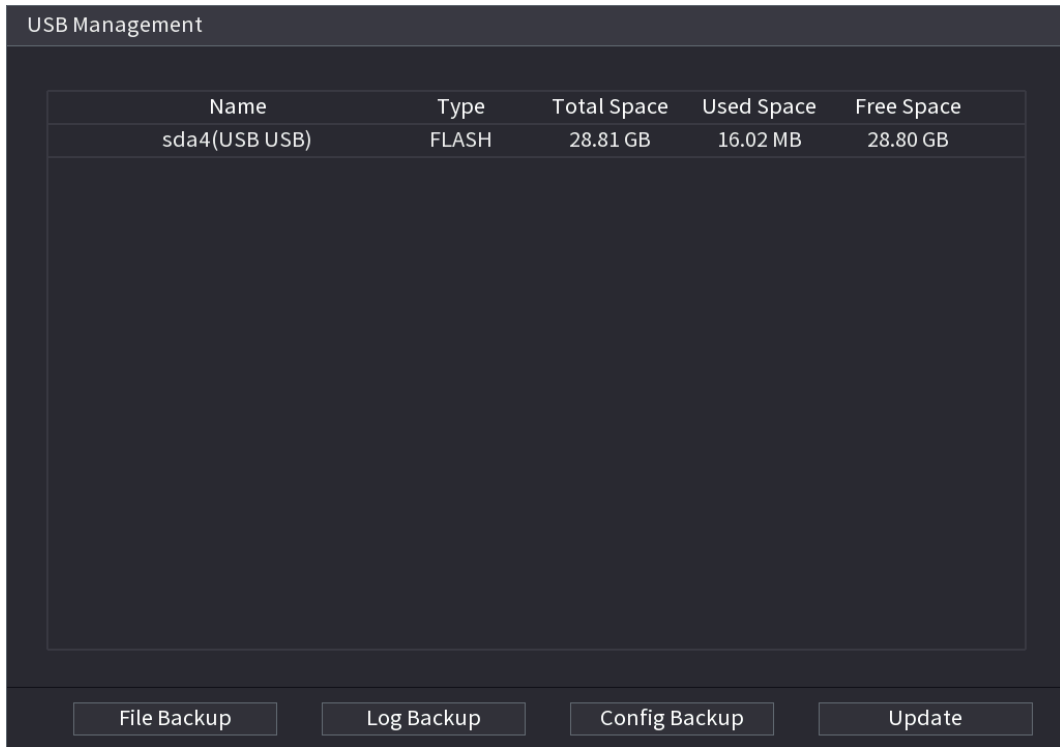 USB Management
Name Type Total Space Used Space Free Space
sda4(USB USB) FLASH 28.81 GB 16.02 MB 28.80 GB
File Backup Log Backup Config Backup Update